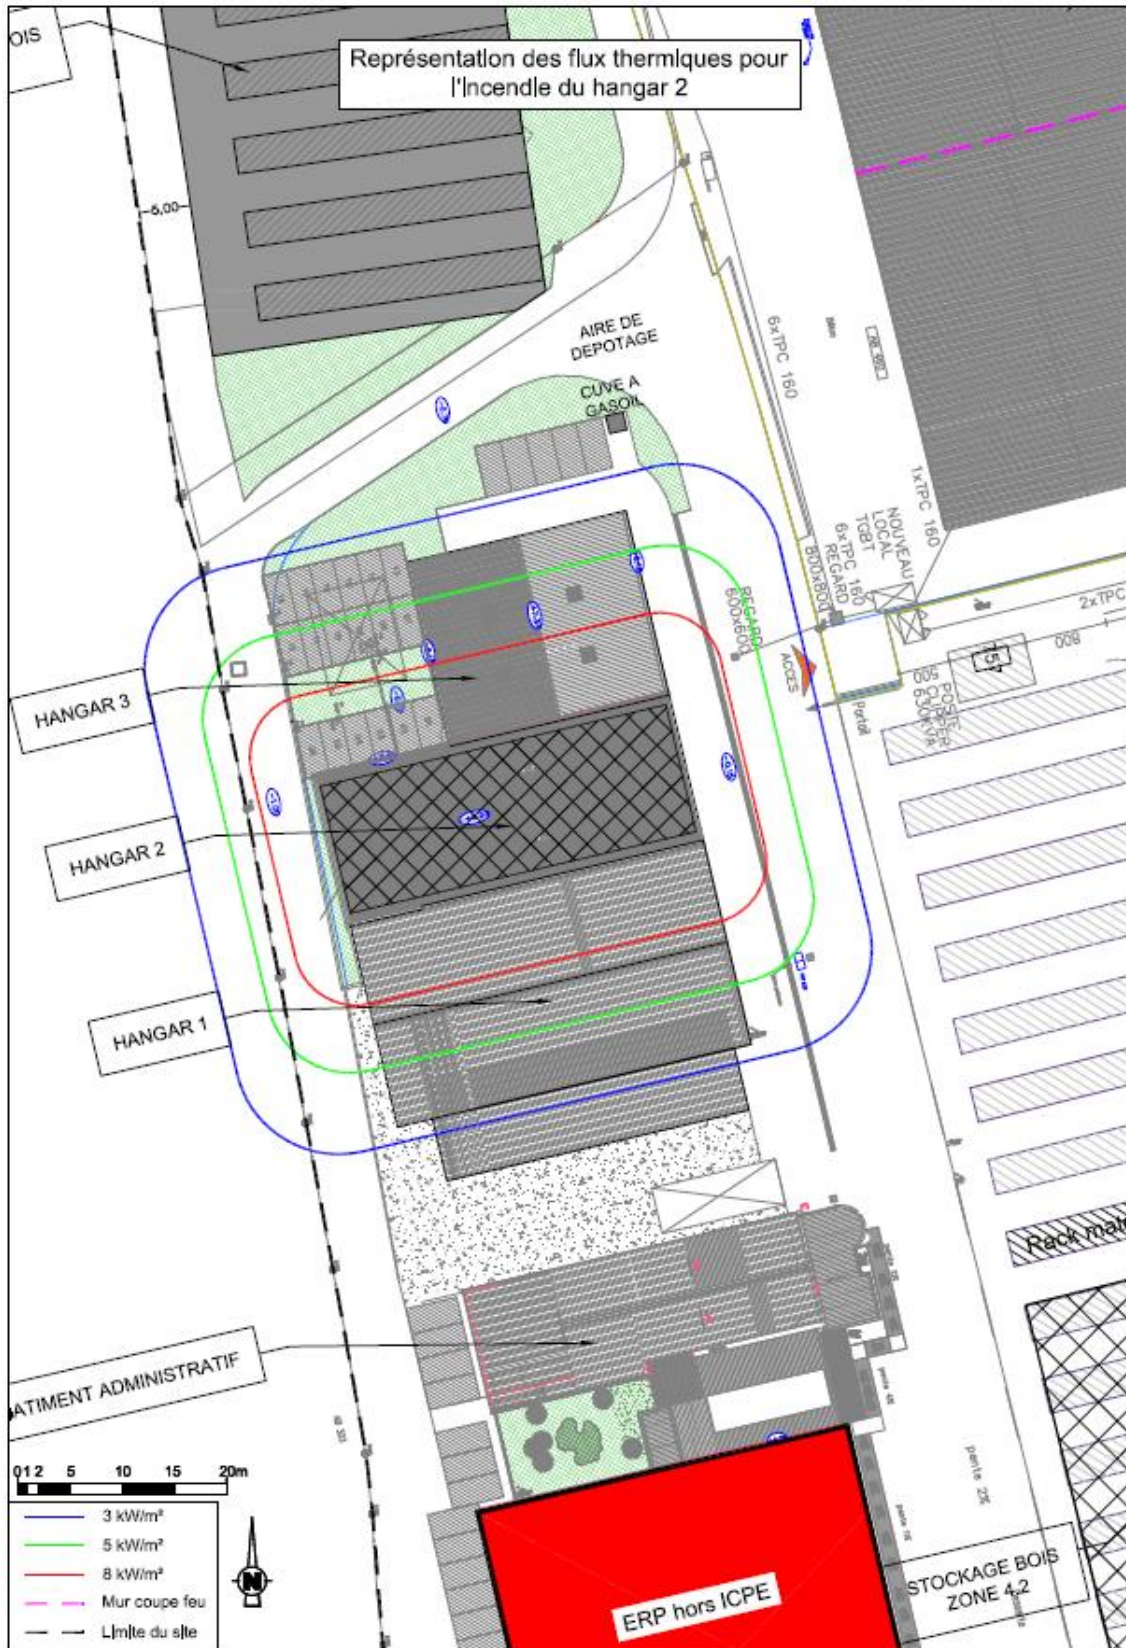 OIS
Représentation des flux thermiques pour
l'incendie du hangar 2
5,00
AIRE DE
DEPOTAGE
CUVE A
GASOIL
6xTPC 160
1xTPC 160
NOUVEAU
LOCAL
TGBT
6xTPC 160
REGARD
800x800
REGARD
600x600
ACCES
Portail
2xTPC
800
157
POSTE
CLIPPER
630KVA
HANGAR 3
HANGAR 2
HANGAR 1
Rack mat
ATIMENT ADMINISTRATIF
pente 2%
0 1 2 5 10 15 20m
3 kW/m²
5 kW/m²
8 kW/m²
Mur coupe feu
Limite du site
N
ERP hors ICPE
STOCKAGE BOIS
ZONE 4.2